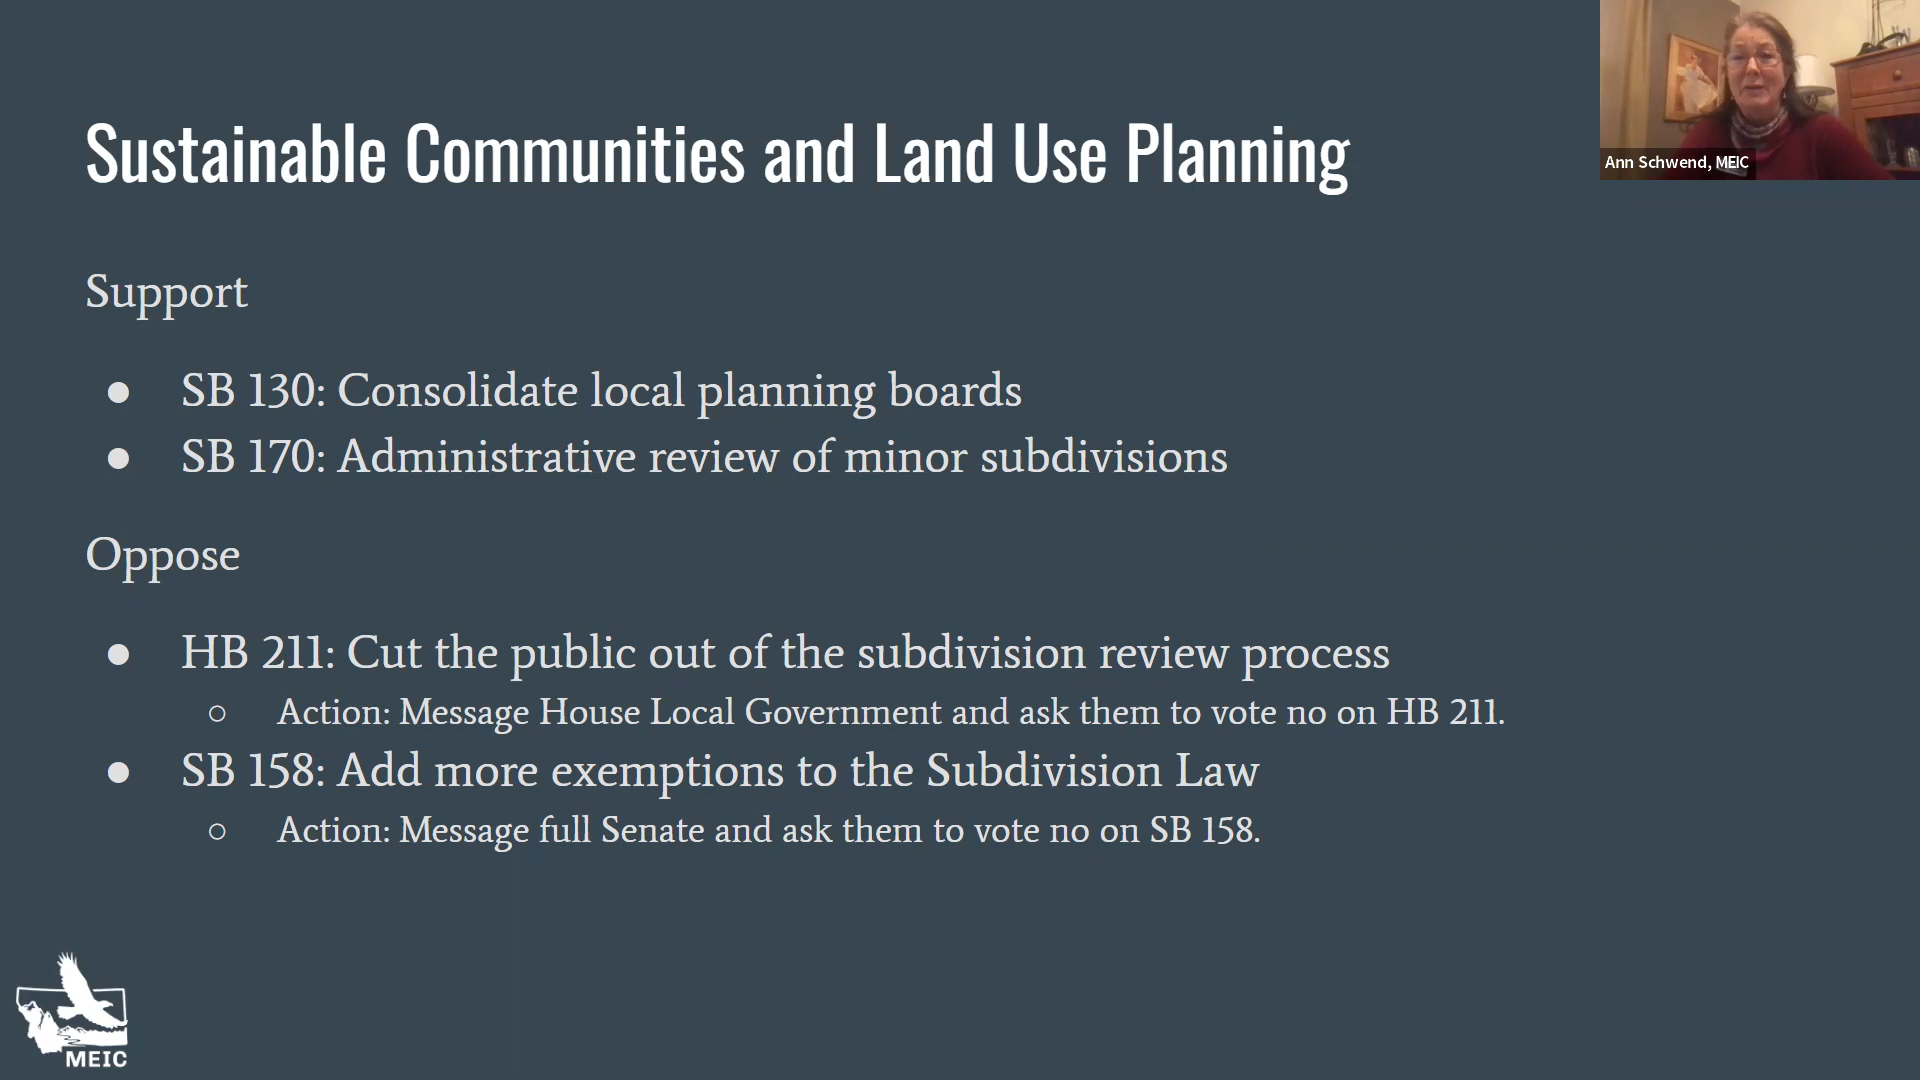 Sustainable Communities and Land Use Planning
Ann Schwend, MEIC
Support
● SB 130: Consolidate local planning boards
● SB 170: Administrative review of minor subdivisions
Oppose
● HB 211: Cut the public out of the subdivision review process
○ Action: Message House Local Government and ask them to vote no on HB 211.
● SB 158: Add more exemptions to the Subdivision Law
○ Action: Message full Senate and ask them to vote no on SB 158.
MEIC